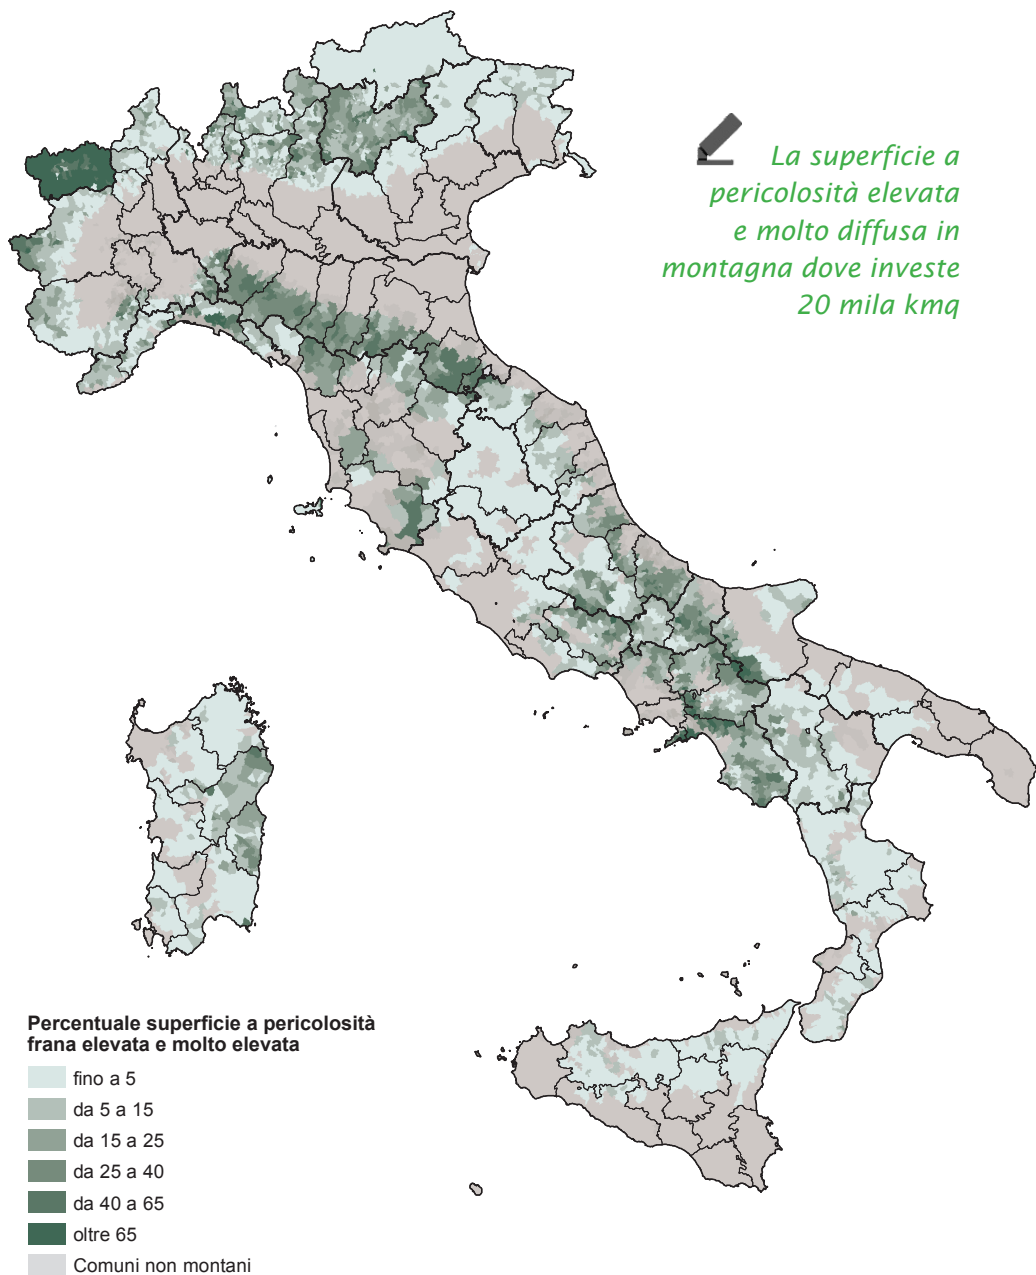 La superficie a
pericolosità elevata
e molto diffusa in
montagna dove investe
20 mila kmq
Percentuale superficie a pericolosità
frana elevata e molto elevata
fino a 5
da 5 a 15
da 15 a 25
da 25 a 40
da 40 a 65
oltre 65
Comuni non montani